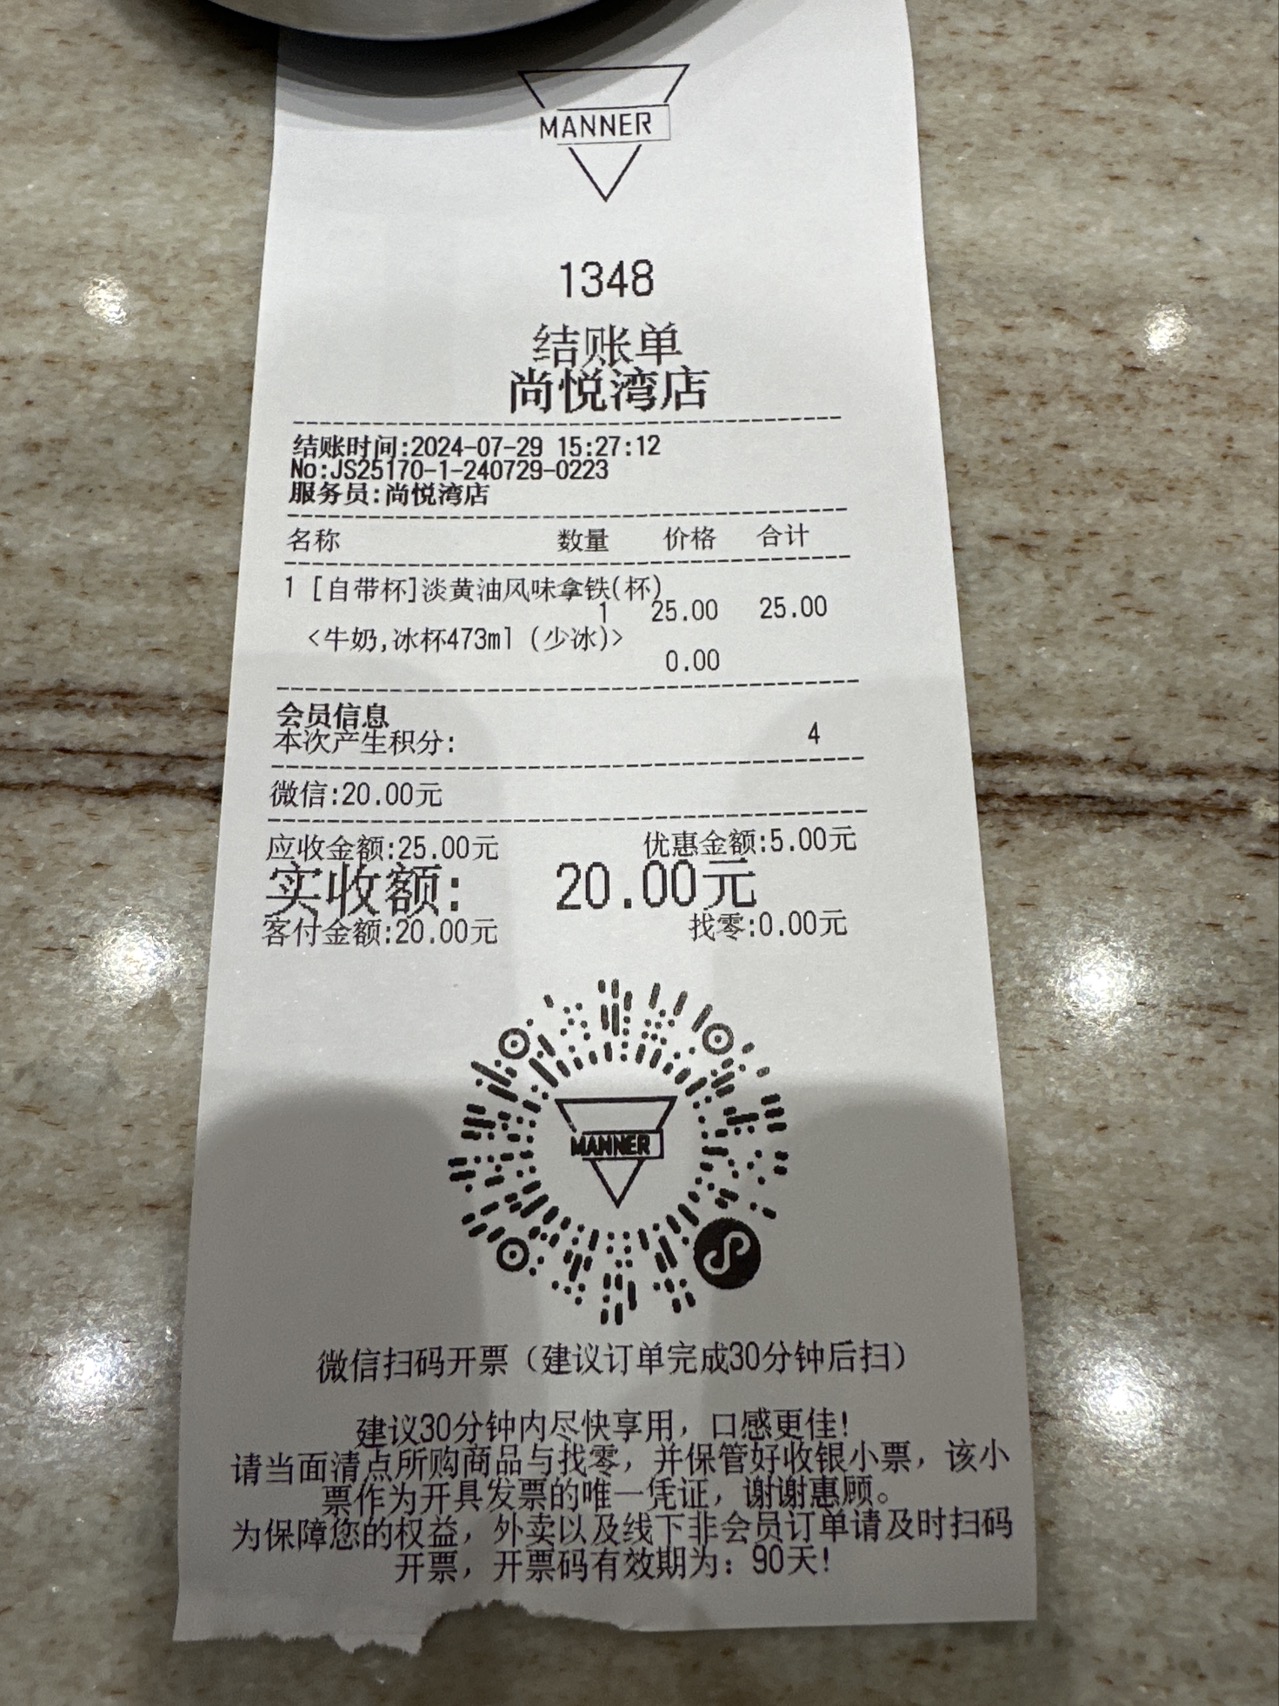 MANNER
1348
结账单
尚悦湾店
结账时间:2024-07-29 15:27:12
No:JS25170-1-240729-0223
服务员:尚悦湾店
名称 数量 价格 合计
1 [自带杯]淡黄油风味拿铁(杯)
1 25.00 25.00
<牛奶,冰杯473ml (少冰)>
0.00
会员信息
本次产生积分: 4
微信:20.00元
应收金额:25.00元 优惠金额:5.00元
实收额: 20.00元
客付金额:20.00元 找零:0.00元
MANNER
微信扫码开票（建议订单完成30分钟后扫）
建议30分钟内尽快享用，口感更佳!
请当面清点所购商品与找零，并保管好收银小票，该小
票作为开具发票的唯一凭证，谢谢惠顾。
为保障您的权益，外卖以及线下非会员订单请及时扫码
开票，开票码有效期为：90天!